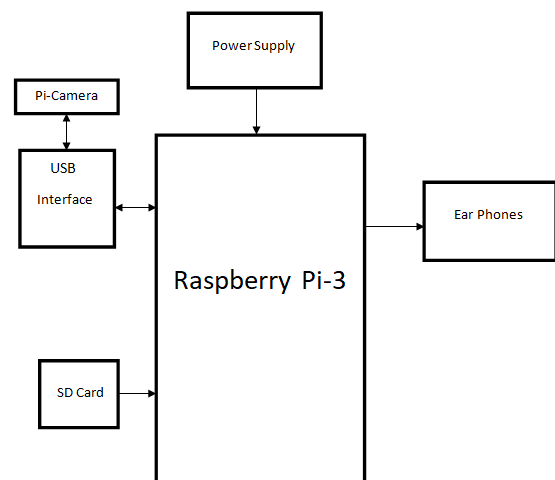 Power Supply
Pi-Camera
USB
Interface
Ear Phones
Raspberry Pi-3
SD Card